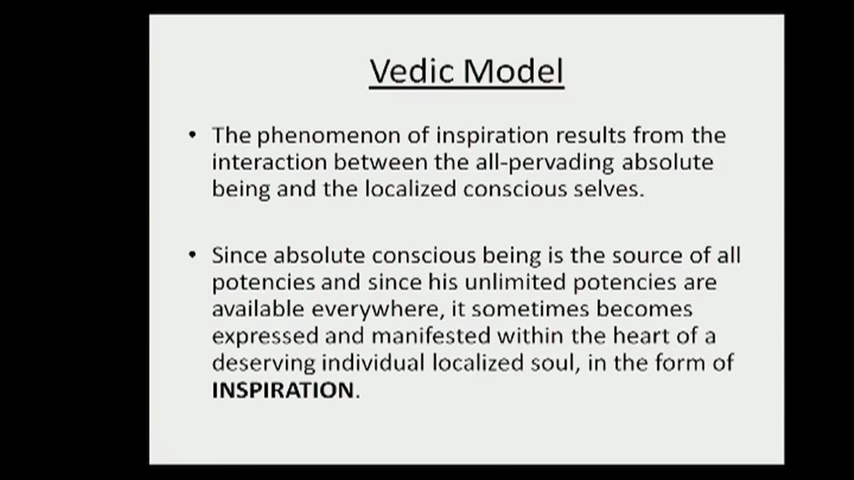 Vedic Model
• The phenomenon of inspiration results from the
interaction between the all-pervading absolute
being and the localized conscious selves.
• Since absolute conscious being is the source of all
potencies and since his unlimited potencies are
available everywhere, it sometimes becomes
expressed and manifested within the heart of a
deserving individual localized soul, in the form of
INSPIRATION.